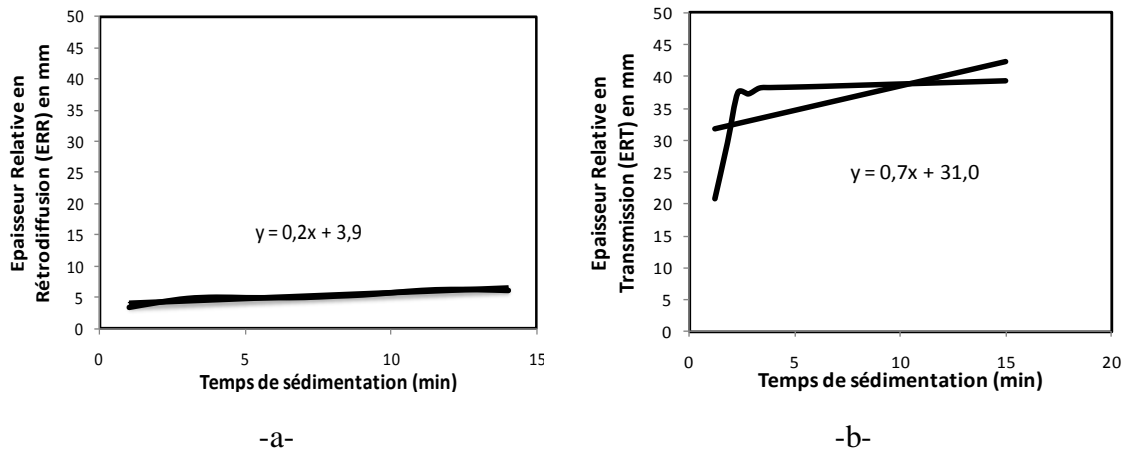 Epaisseur Relative en
Rétrodiffusion (ERR) en mm
50
45
40
35
30
25
20
15
10
5
0
y = 0,2x + 3,9
0 5 10 15
Temps de sédimentation (min)
-a-
Epaisseur Relative en
Transmission (ERT) en mm
50
45
40
35
30
25
20
15
10
5
0
y = 0,7x + 31,0
0 5 10 15 20
Temps de sédimentation (min)
-b-